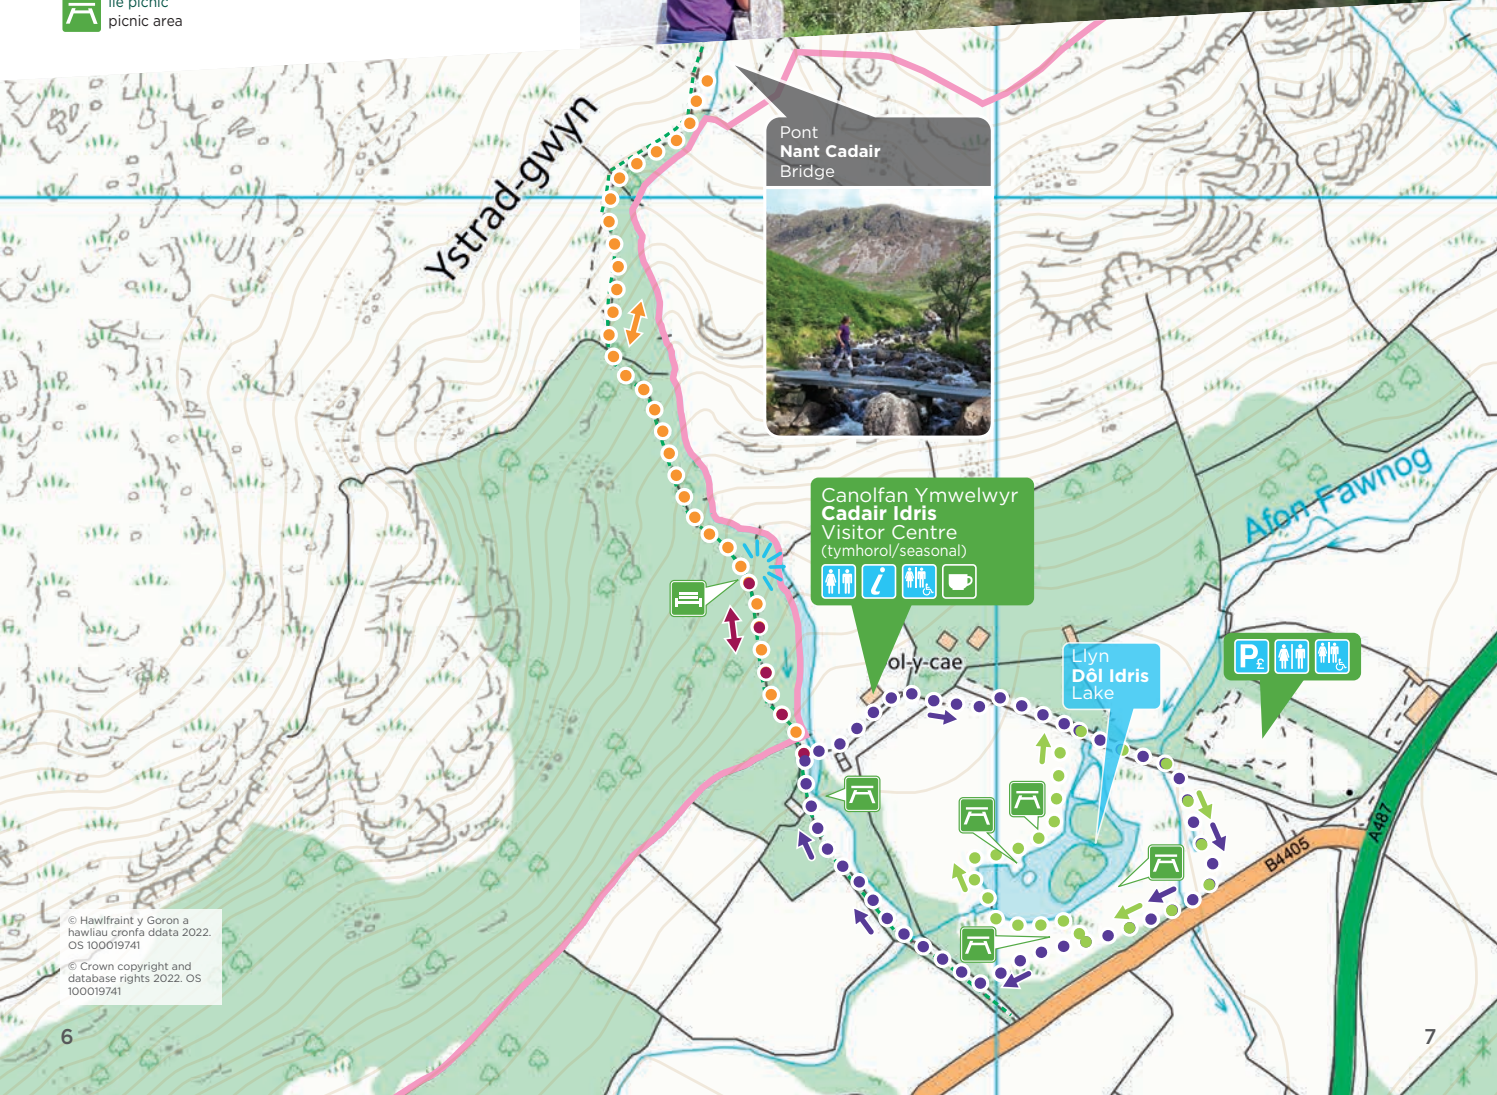 picnic area
Ystrad-gwyn
Pont
Nant Cadair
Bridge
Canolfan Ymwelwyr
Cadair Idris
Visitor Centre
(tymhorol/seasonal)
i
ol-y-cae
Llyn
Dôl Idris
Lake
P£
Afon Fawnog
A487
B4405
© Hawlfraint y Goron a
hawliau cronfa ddata 2022.
OS 100019741
© Crown copyright and
database rights 2022. OS
100019741
6
7